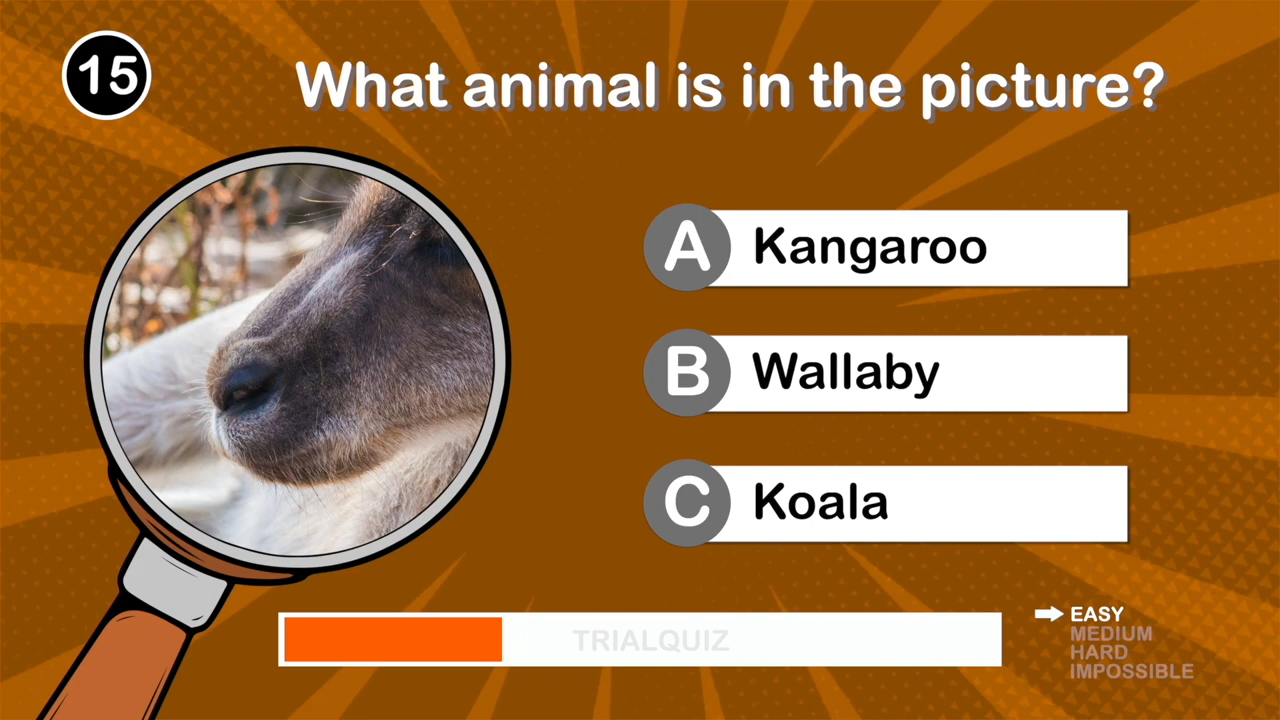 15
What animal is in the picture?
A Kangaroo
B Wallaby
C Koala
TRIALQUIZ
EASY
MEDIUM
HARD
IMPOSSIBLE